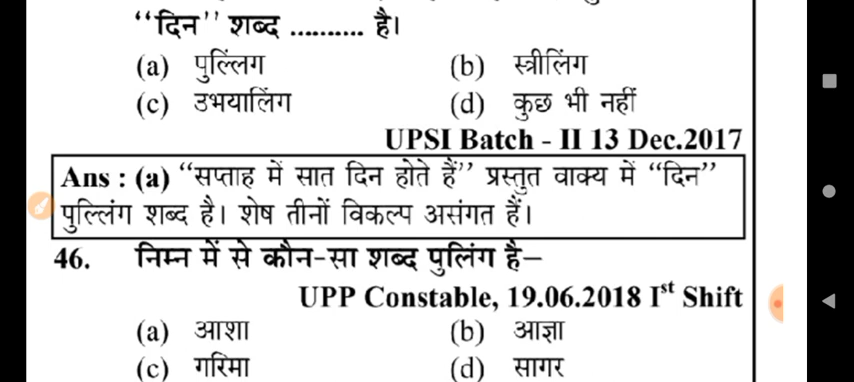 “दिन” शब्द ........... है।
(a) पुल्लिंग (b) स्त्रीलिंग
(c) उभयालिंग (d) कुछ भी नहीं
UPSI Batch - II 13 Dec.2017
Ans : (a) “सप्ताह में सात दिन होते हैं” प्रस्तुत वाक्य में “दिन”
पुल्लिंग शब्द है। शेष तीनों विकल्प असंगत हैं।
46. निम्न में से कौन-सा शब्द पुलिंग है–
UPP Constable, 19.06.2018 Ist Shift
(a) आशा (b) आज्ञा
(c) गरिमा (d) सागर